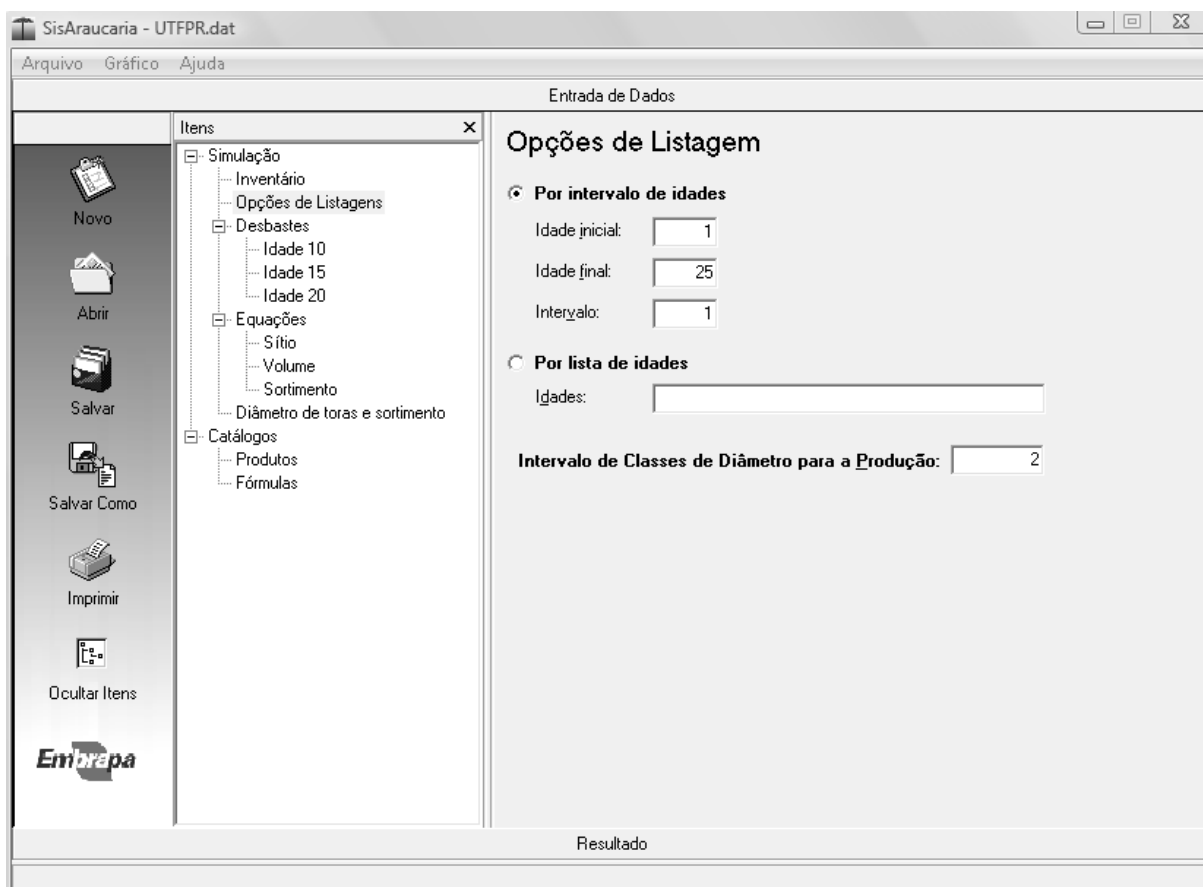 SisAraucaria - UTFPR.dat
Arquivo Gráfico Ajuda
Entrada de Dados
Novo
Abrir
Salvar
Salvar Como
Imprimir
Ocultar Itens
Embrapa
Itens
Simulação
Inventário
Opções de Listagens
Desbastes
Idade 10
Idade 15
Idade 20
Equações
Sítio
Volume
Sortimento
Diâmetro de toras e sortimento
Catálogos
Produtos
Fórmulas
Opções de Listagem
Por intervalo de idades
Idade inicial: 1
Idade final: 25
Intervalo: 1
Por lista de idades
Idades:
Intervalo de Classes de Diâmetro para a Produção: 2
Resultado